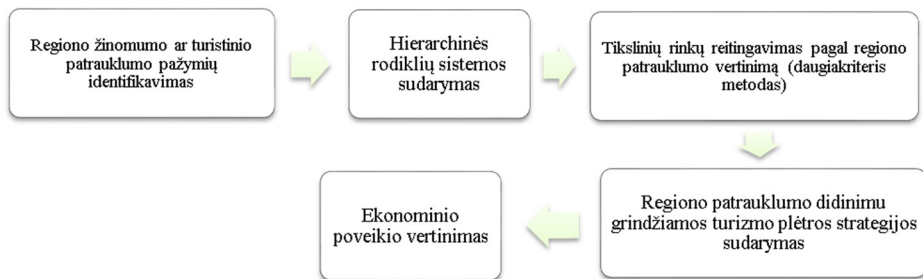 Regiono žinomumo ar turistinio
patrauklumo pažymių
identifikavimas
Hierarchinės
rodiklių sistemos
sudarymas
Tikslinių rinkų reitingavimas pagal regiono
patrauklumo vertinimą (daugiakriteris
metodas)
Regiono patrauklumo didinimu
grindžiamos turizmo plėtros strategijos
sudarymas
Ekonominio
poveikio vertinimas